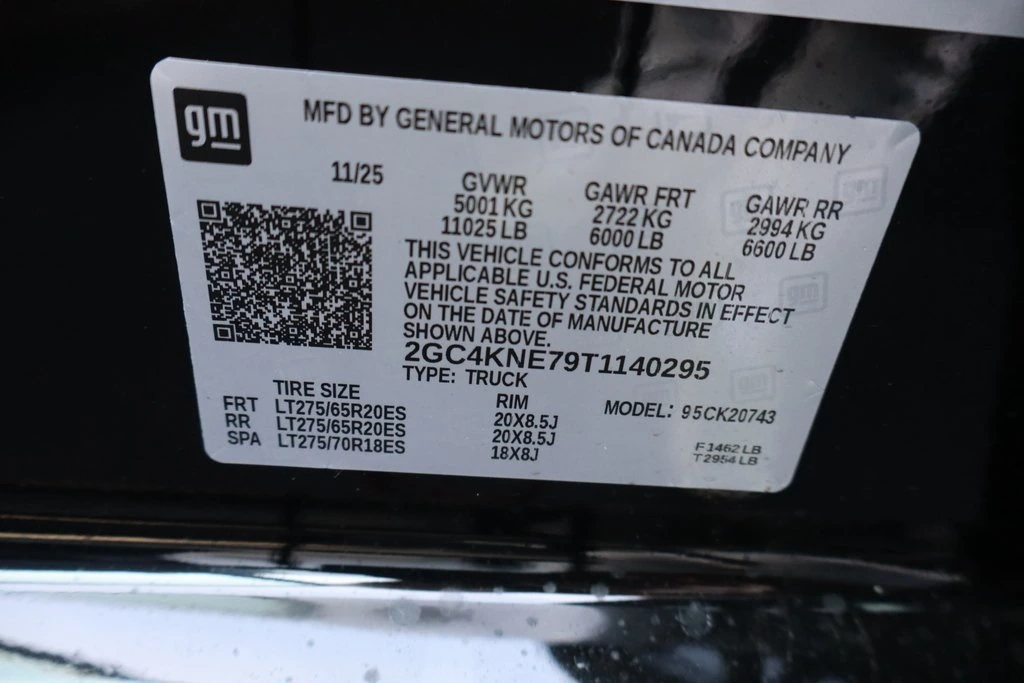 gm
MFD BY GENERAL MOTORS OF CANADA COMPANY
11/25
GVWR
5001 KG
11025 LB
GAWR FRT
2722 KG
6000 LB
GAWR RR
2994 KG
6600 LB
THIS VEHICLE CONFORMS TO ALL
APPLICABLE U.S. FEDERAL MOTOR
VEHICLE SAFETY STANDARDS IN EFFECT
ON THE DATE OF MANUFACTURE
SHOWN ABOVE.
2GC4KNE79T1140295
TYPE: TRUCK
TIRE SIZE RIM
FRT LT275/65R20ES 20X8.5J
RR LT275/65R20ES 20X8.5J
SPA LT275/70R18ES 18X8J
MODEL: 95CK20743
F1462 LB
T2954 LB